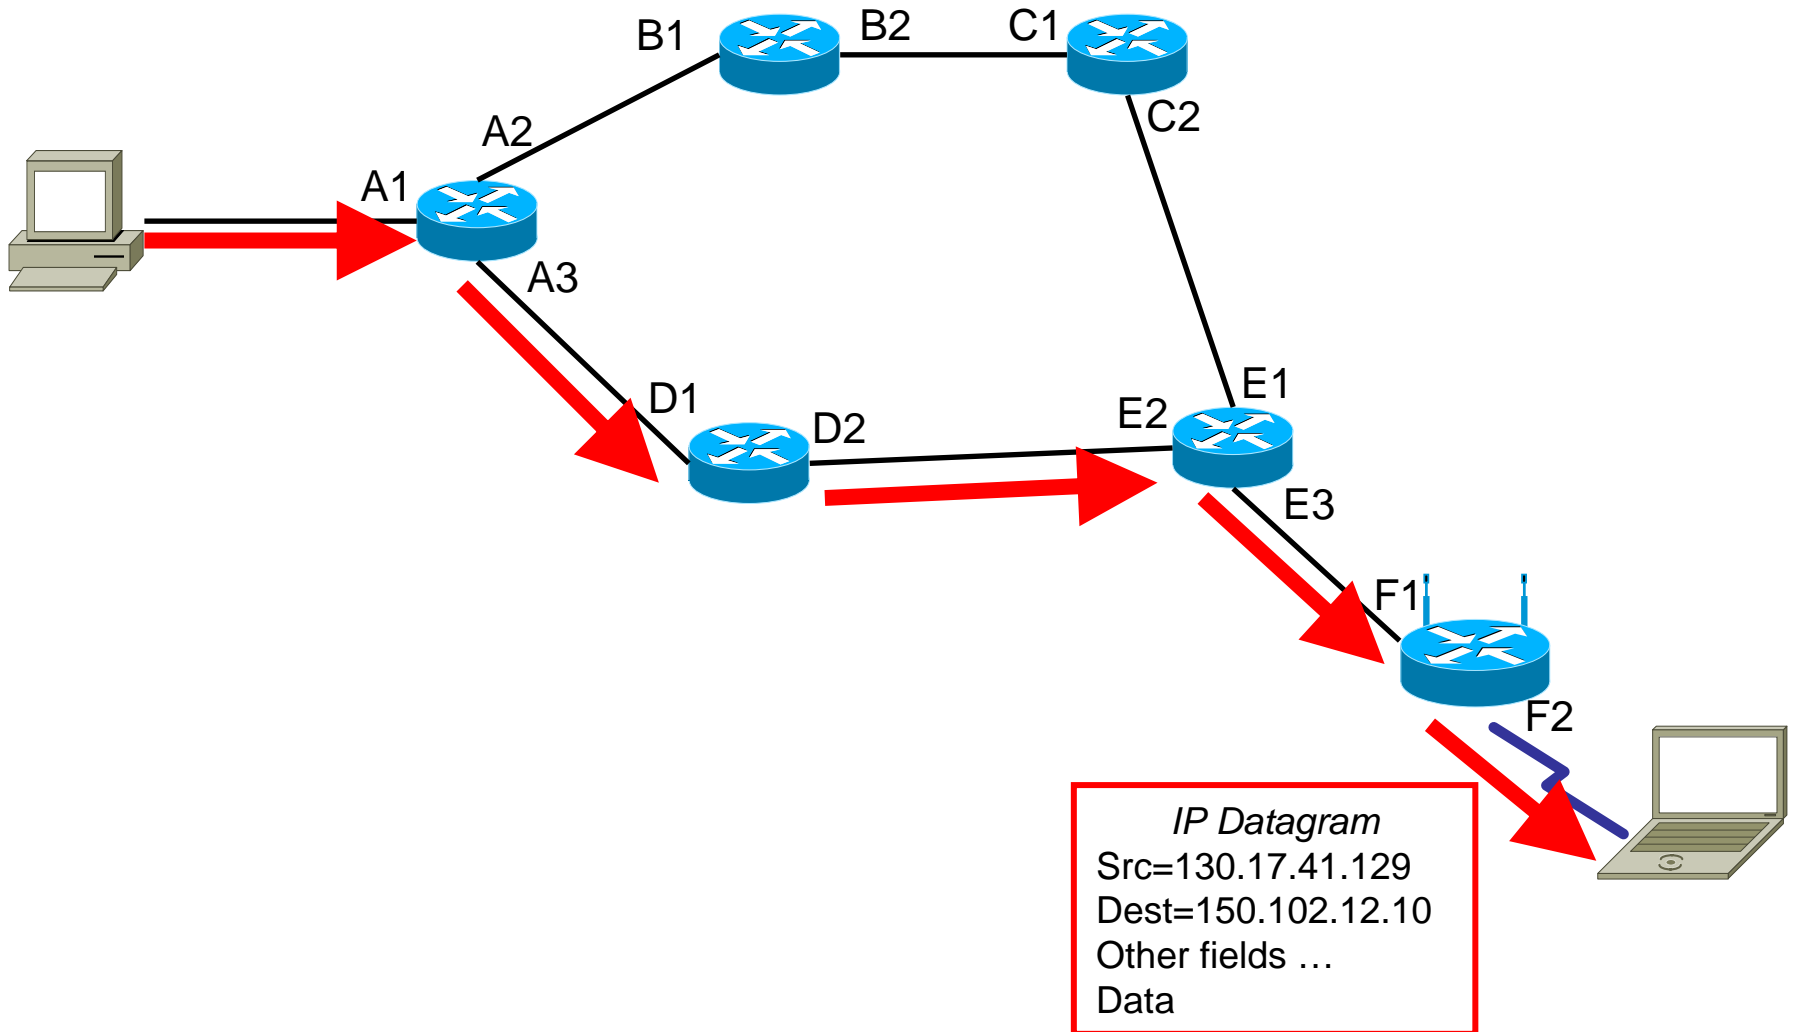 B1
B2
C1
C2
A2
A1
A3
D1
D2
E2
E1
E3
F1
F2
IP Datagram
Src=130.17.41.129
Dest=150.102.12.10
Other fields …
Data